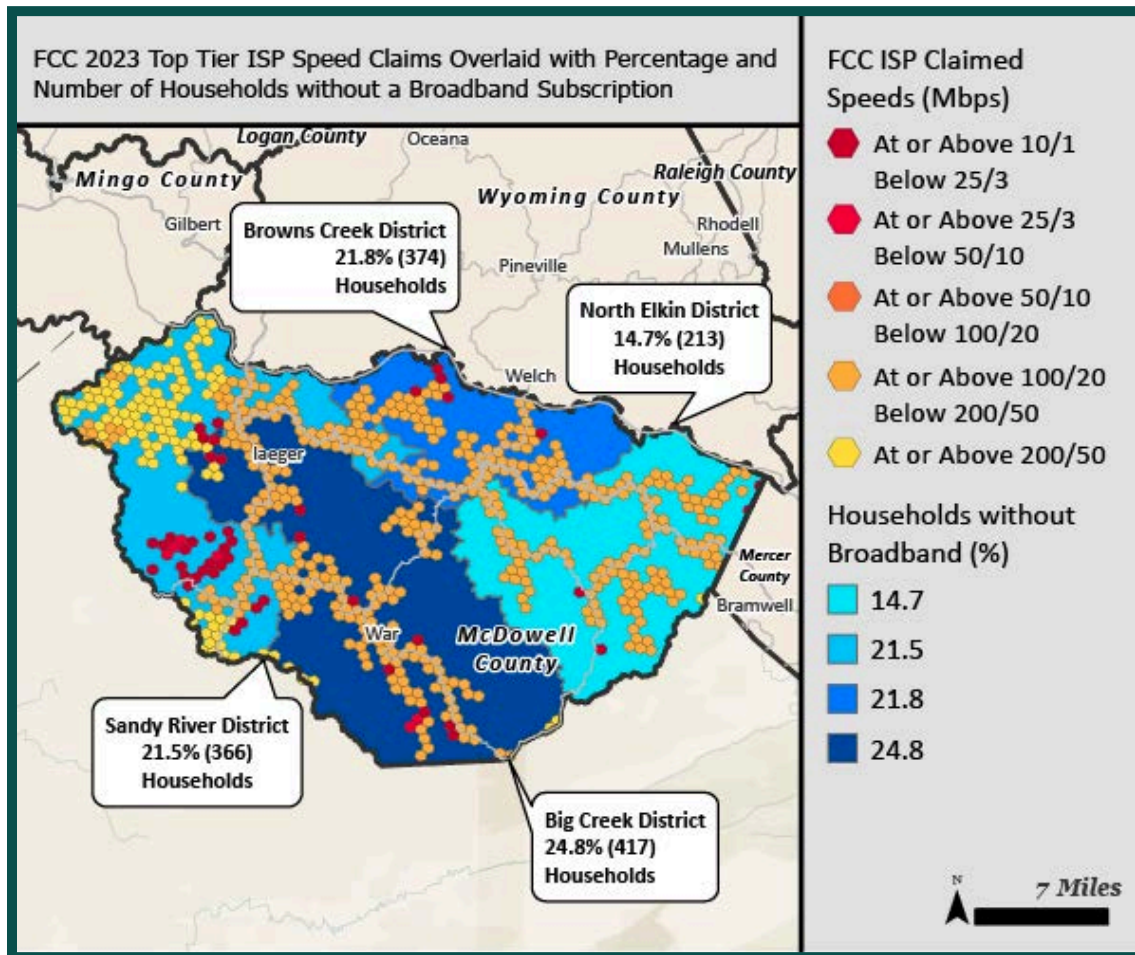 FCC 2023 Top Tier ISP Speed Claims Overlaid with Percentage and
Number of Households without a Broadband Subscription
Logan County
Oceana
Mingo County
Raleigh County
Wyoming County
Gilbert
Rhodell
Mullens
Pineville
Browns Creek District
21.8% (374)
Households
North Elkin District
14.7% (213)
Households
Welch
Iaeger
Mercer
County
Bramwell
War
McDowell
County
Sandy River District
21.5% (366)
Households
Big Creek District
24.8% (417)
Households
FCC ISP Claimed
Speeds (Mbps)
At or Above 10/1
Below 25/3
At or Above 25/3
Below 50/10
At or Above 50/10
Below 100/20
At or Above 100/20
Below 200/50
At or Above 200/50
Households without
Broadband (%)
14.7
21.5
21.8
24.8
N
7 Miles